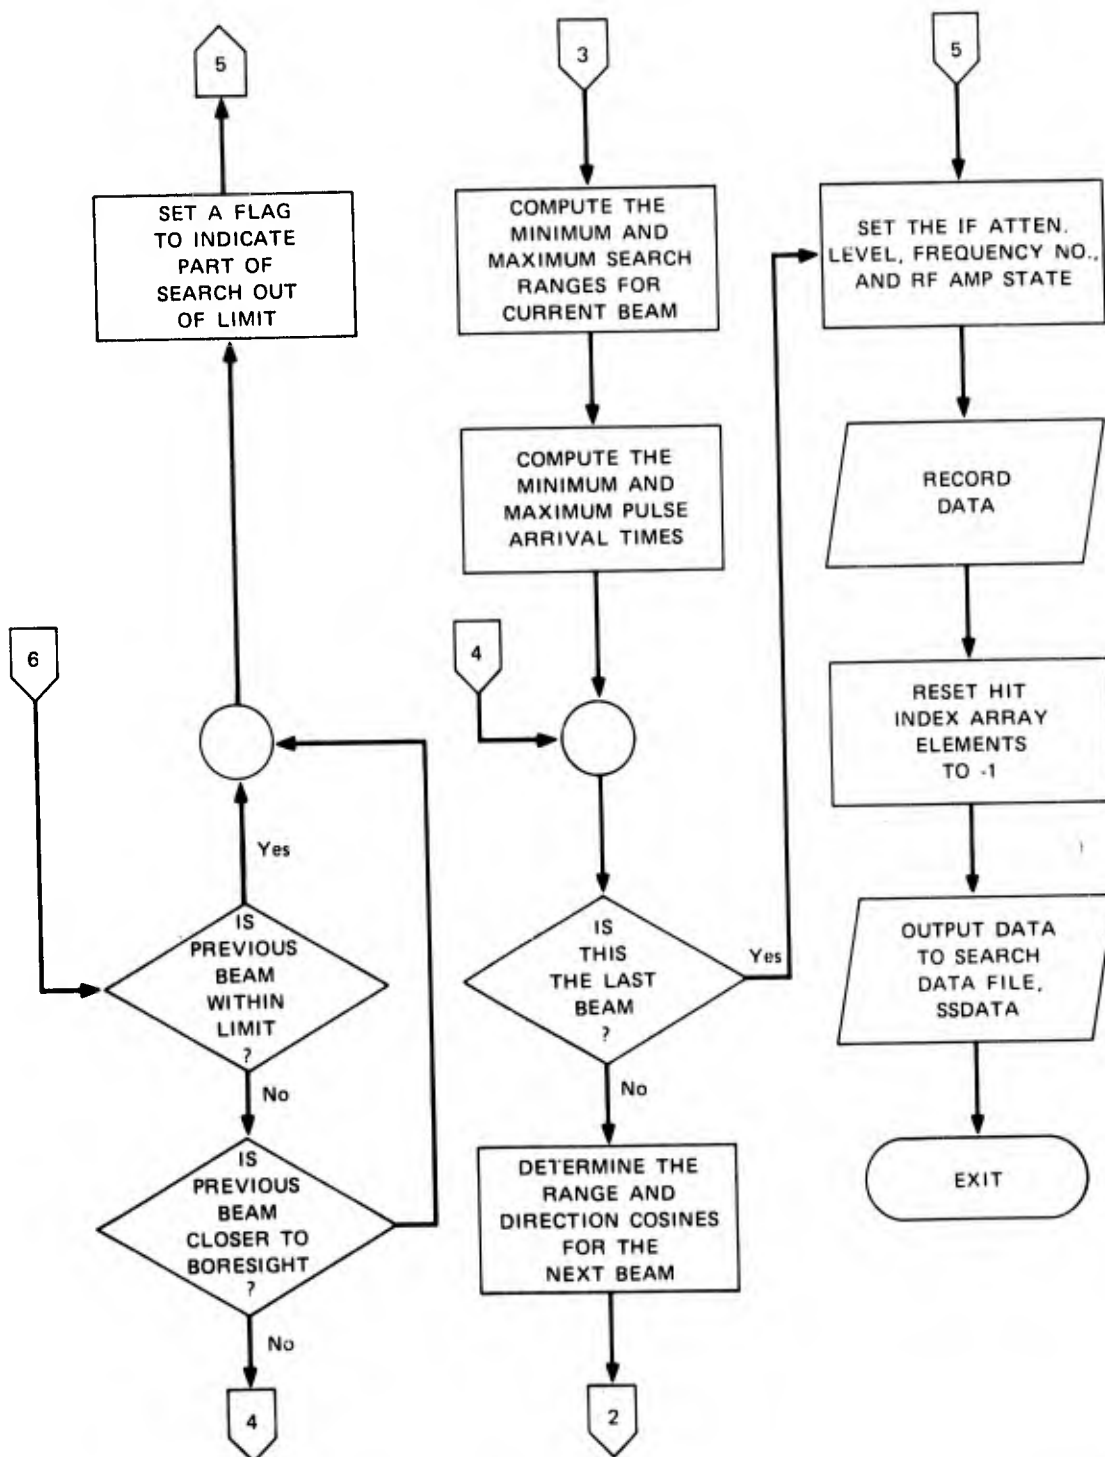 5
SET A FLAG
TO INDICATE
PART OF
SEARCH OUT
OF LIMIT
6
Yes
IS
PREVIOUS
BEAM
WITHIN
LIMIT
?
No
IS
PREVIOUS
BEAM
CLOSER TO
BORESIGHT
?
No
4
3
COMPUTE THE
MINIMUM AND
MAXIMUM SEARCH
RANGES FOR
CURRENT BEAM
COMPUTE THE
MINIMUM AND
MAXIMUM PULSE
ARRIVAL TIMES
4
IS
THIS
THE LAST
BEAM
?
Yes
No
DETERMINE THE
RANGE AND
DIRECTION COSINES
FOR THE
NEXT BEAM
2
5
SET THE IF ATTEN.
LEVEL, FREQUENCY NO.,
AND RF AMP STATE
RECORD
DATA
RESET HIT
INDEX ARRAY
ELEMENTS
TO -1
OUTPUT DATA
TO SEARCH
DATA FILE,
SSDATA
EXIT